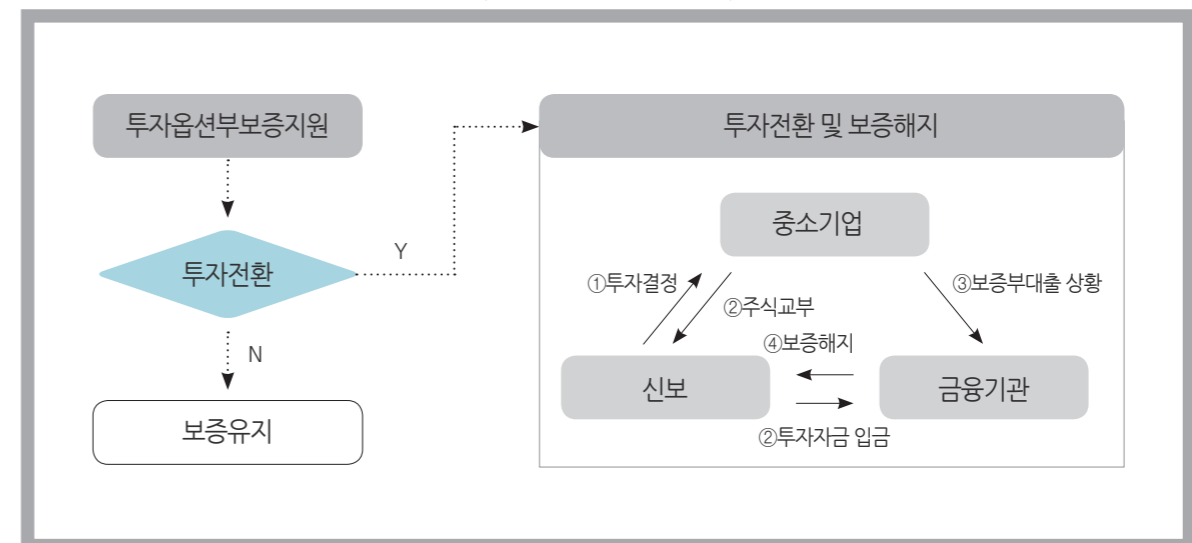 투자옵션부보증지원
투자전환
Y
N
보증유지
투자전환 및 보증해지
중소기업
①투자결정
②주식교부
③보증부대출 상황
④보증해지
신보
금융기관
②투자자금 입금